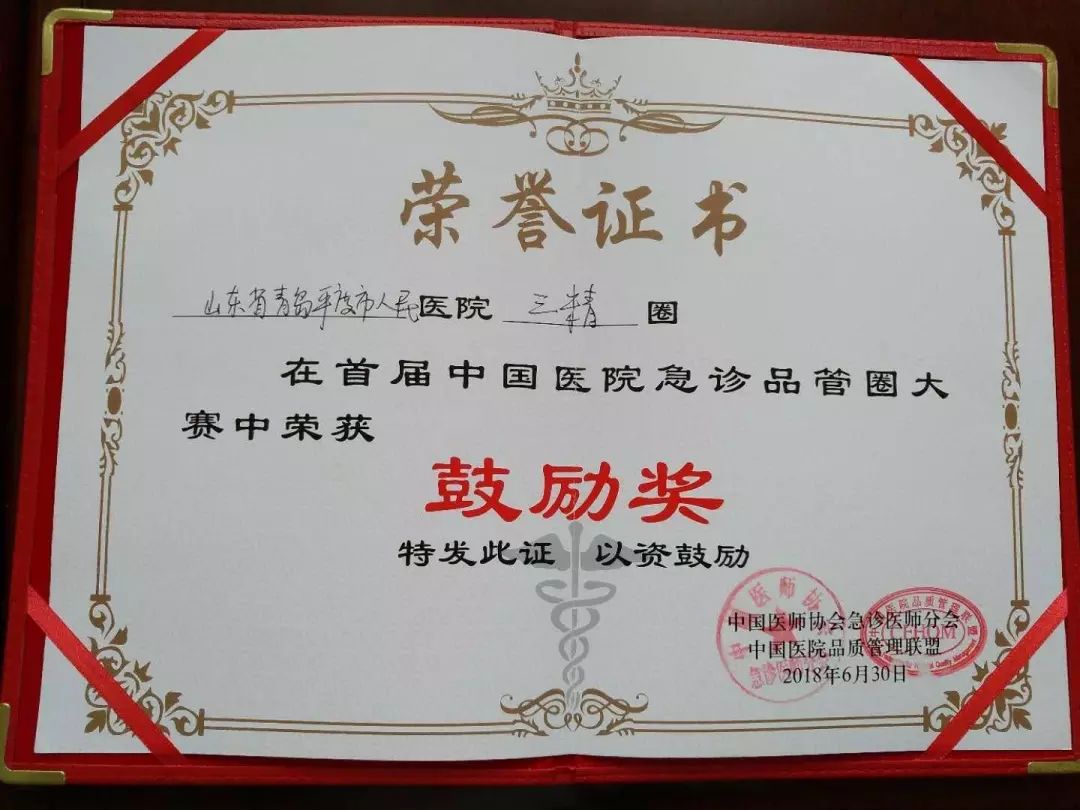 荣誉证书
山东省青岛平度市人民医院 三精 圈
在首届中国医院急诊品管圈大
赛中荣获
鼓励奖
特发此证 以资鼓励
中国医师协会急诊医师分会
中国医院品质管理联盟
2018年6月30日